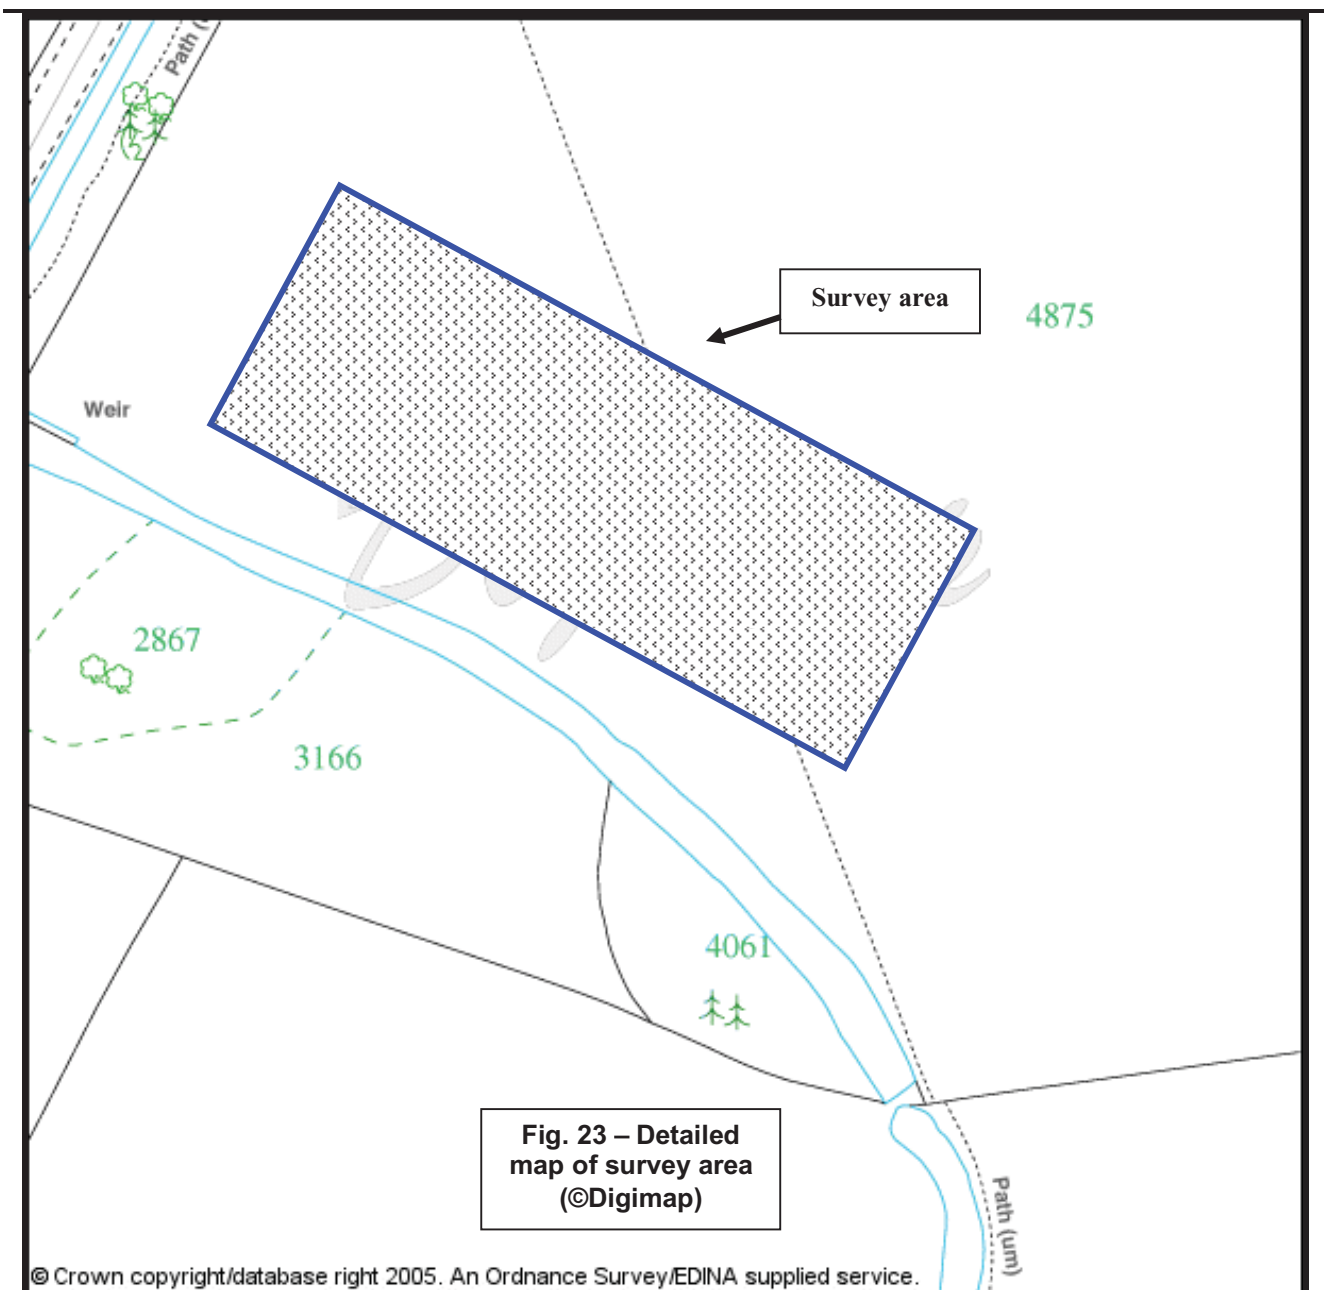 Path (
(2
Survey area
4875
Weir
2867
3166
4061
Fig. 23 – Detailed
map of survey area
(©Digimap)
Path (um)
© Crown copyright/database right 2005. An Ordnance Survey/EDINA supplied service.